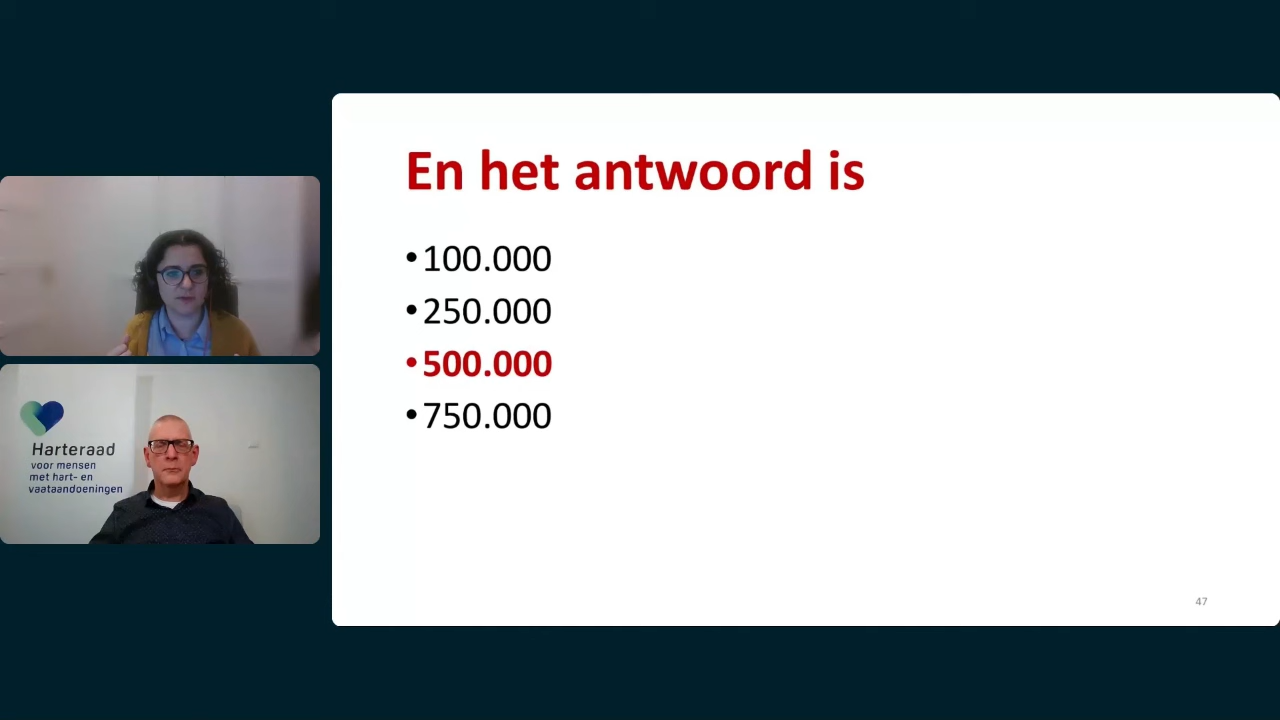 En het antwoord is
•100.000
•250.000
•500.000
•750.000
47
Harteraad
voor mensen
met hart- en
vaataandoeningen